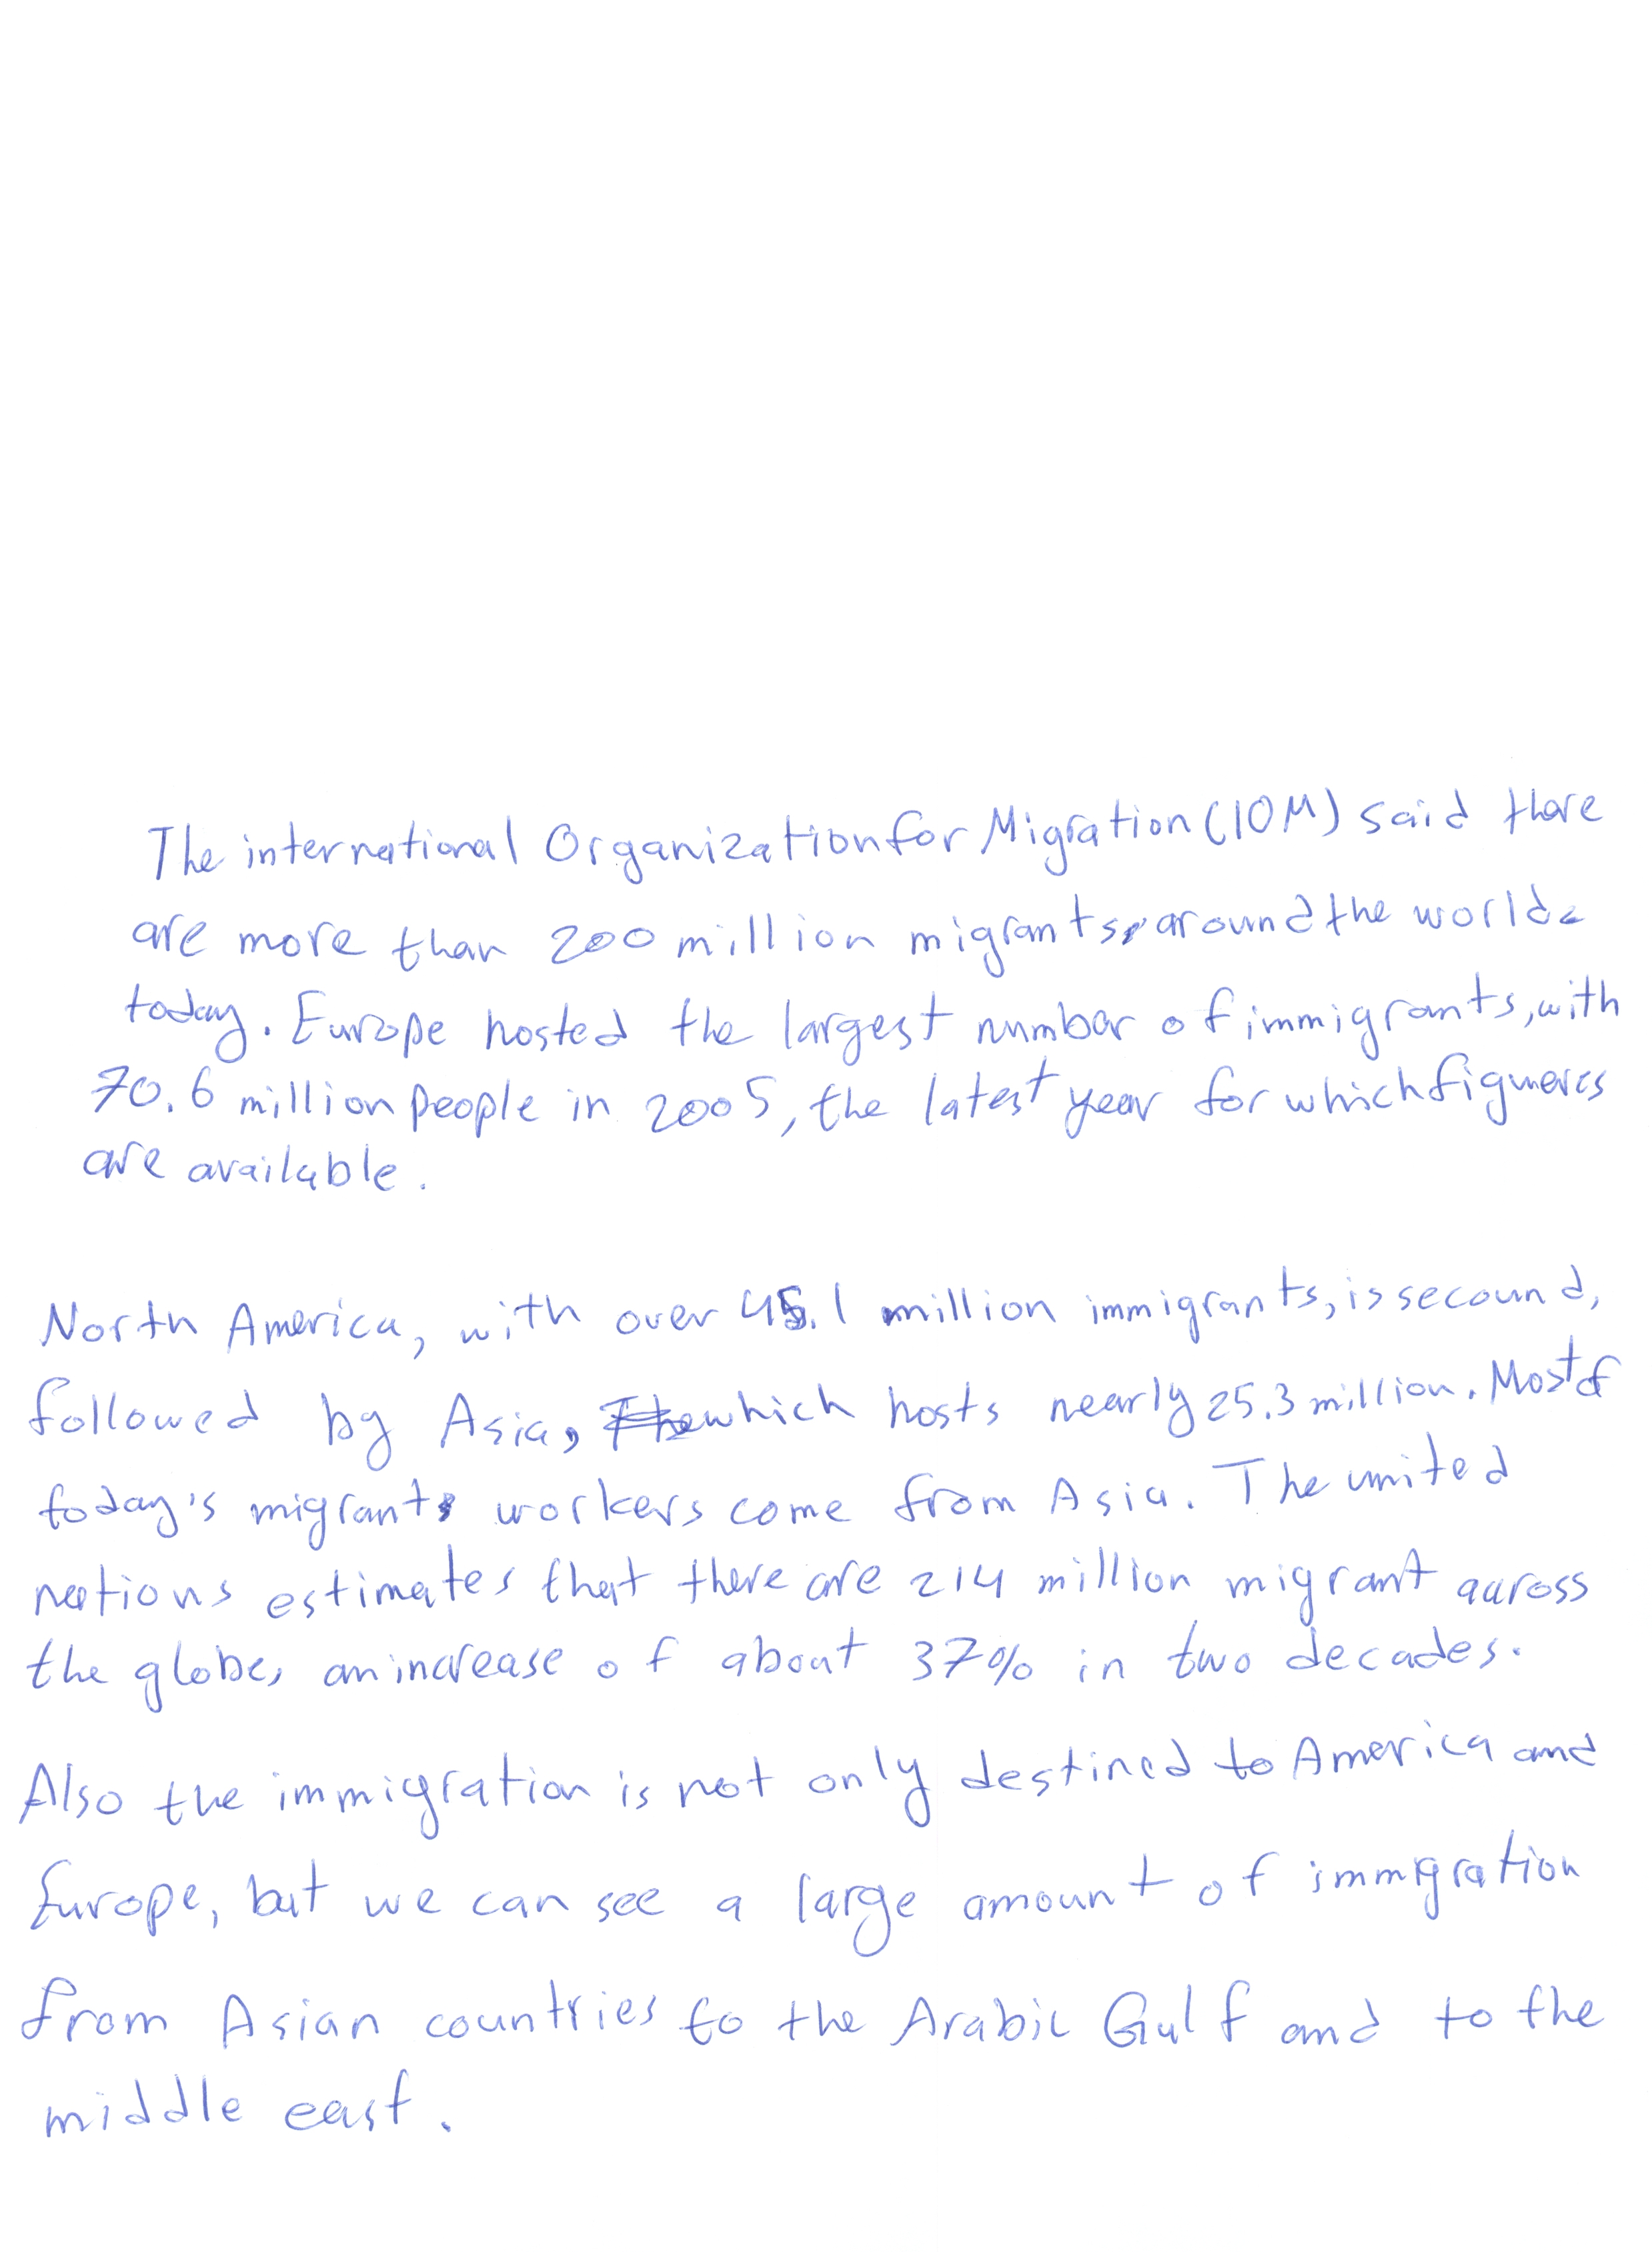 The international Organization for Migration (IOM) said there
are more than 200 million migrants, around the world
today. Europe hosted the largest number of immigrants, with
70.6 million people in 2005, the latest year for which figueres
are available.
North America, with over 45.1 million immigrants, is secound,
followed by Asia, which hosts nearly 25.3 million. Most of
today's migrants workers come from Asia. The united
nations estimates that there are 214 million migrant across
the globe, an increase of about 37% in two decades.
Also the immigration is not only destined to America and
Europe, but we can see a large amount of immigration
from Asian countries to the Arabic Gulf and to the
middle east.